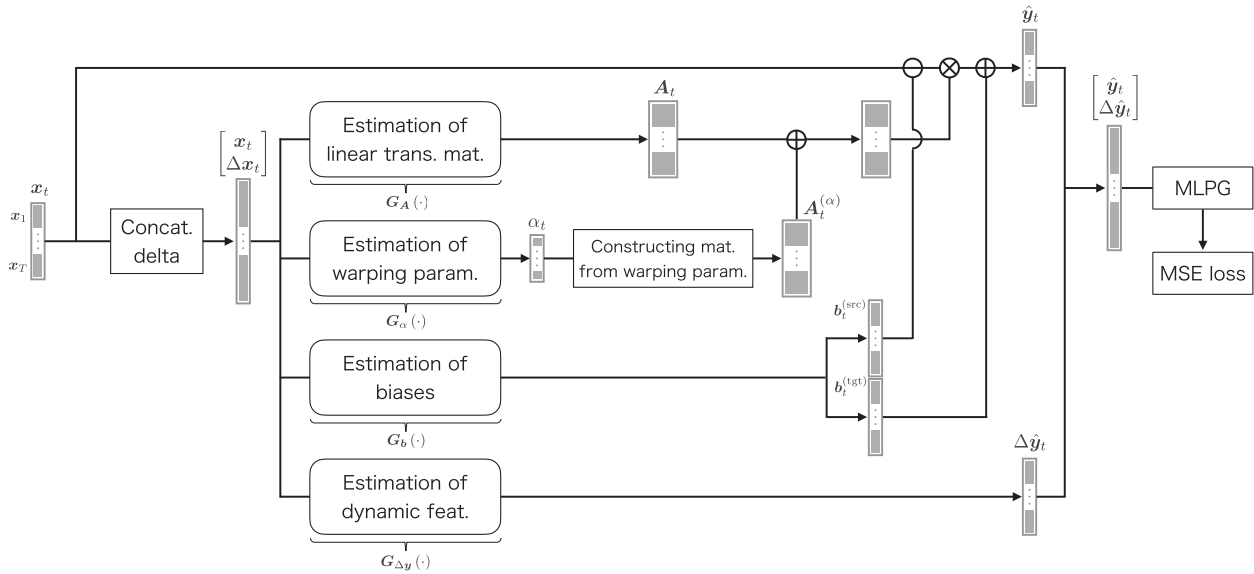 x_t
x_1
x_T
Concat.
delta
[x_t
Δx_t]
Estimation of
linear trans. mat.
G_A(·)
Estimation of
warping param.
G_α(·)
Estimation of
biases
G_b(·)
Estimation of
dynamic feat.
G_Δy(·)
A_t
α_t
Constructing mat.
from warping param.
A_t^(α)
b_t^(src)
b_t^(tgt)
ŷ_t
Δŷ_t
[ŷ_t
Δŷ_t]
MLPG
MSE loss